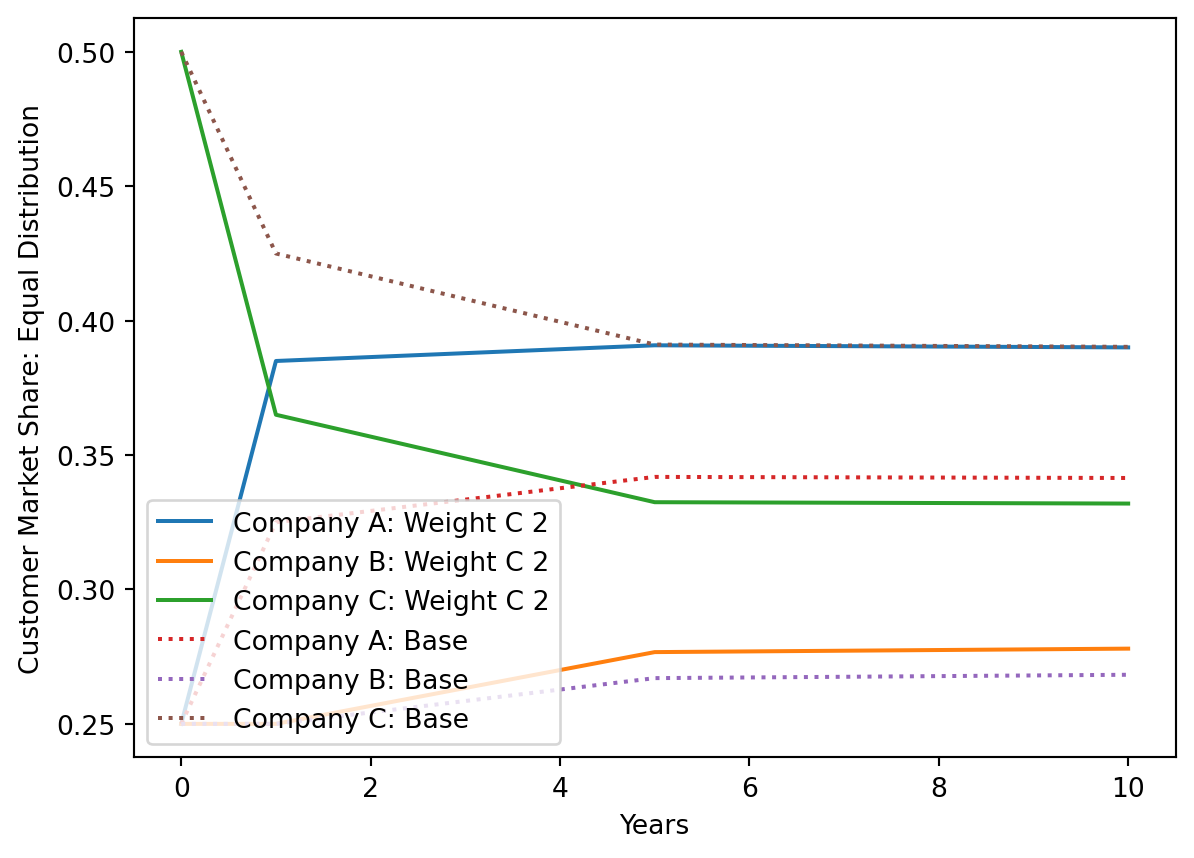 Customer Market Share: Equal Distribution
0.50
0.45
0.40
0.35
0.30
0.25
Company A: Weight C 2
Company B: Weight C 2
Company C: Weight C 2
Company A: Base
Company B: Base
Company C: Base
0 2 4 6 8 10
Years